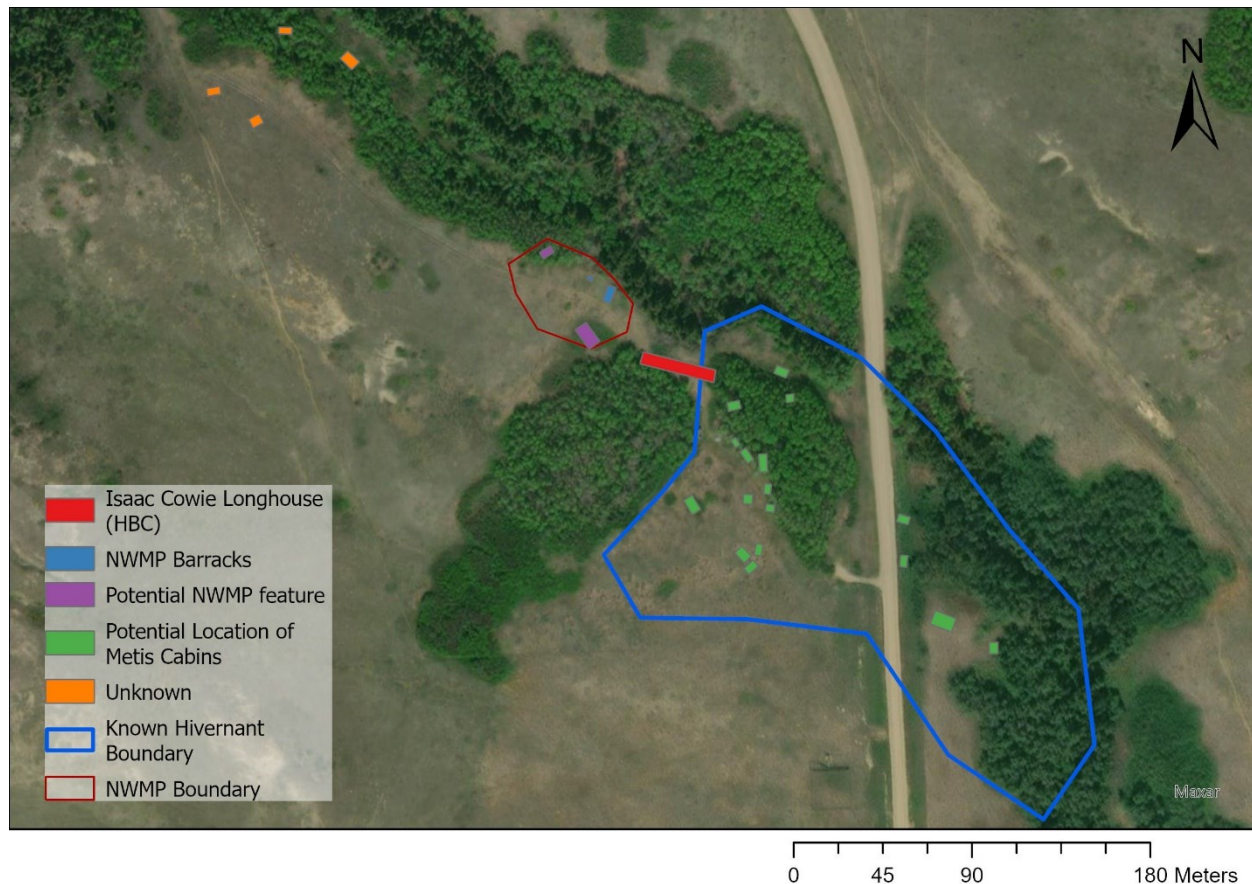 N
Isaac Cowie Longhouse
(HBC)
NWMP Barracks
Potential NWMP feature
Potential Location of
Metis Cabins
Unknown
Known Hivernant
Boundary
NWMP Boundary
Maxar
0 45 90 180 Meters